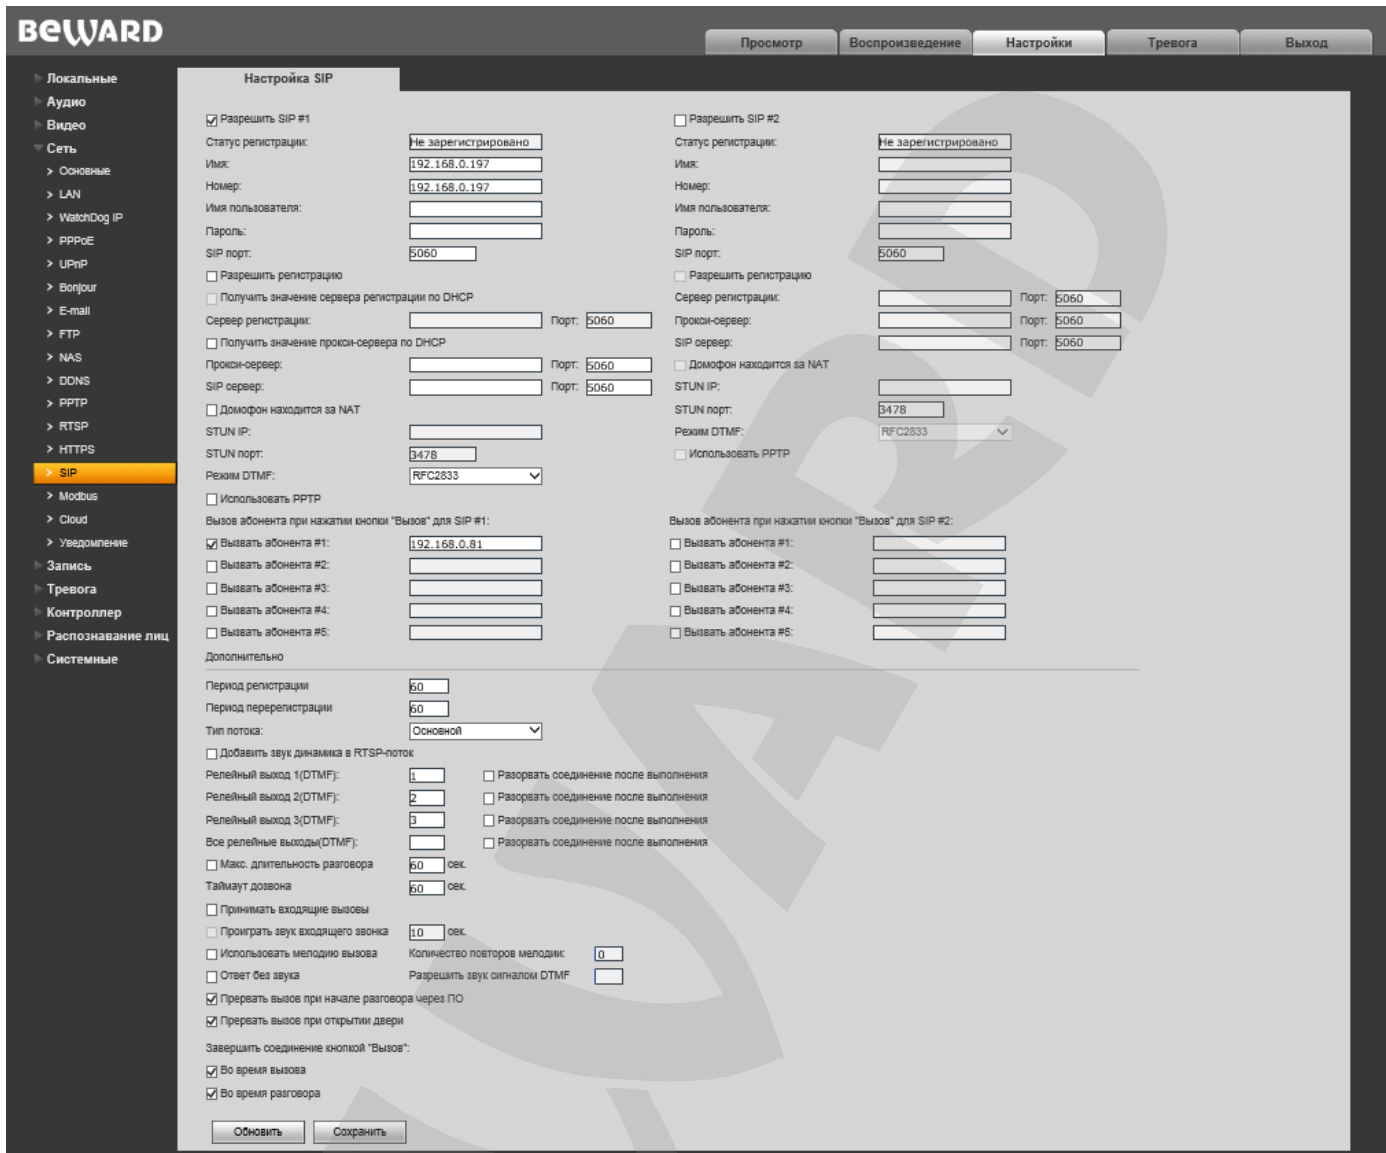 BEWARD
Просмотр
Воспроизведение
Настройки
Тревога
Выход
Локальные
Аудио
Видео
Сеть
> Основные
> LAN
> WatchDog IP
> PPPoE
> UPnP
> Bonjour
> E-mail
> FTP
> NAS
> DDNS
> PPTP
> RTSP
> HTTPS
> SIP
> Modbus
> Cloud
> Уведомление
Запись
Тревога
Контроллер
Распознавание лиц
Системные
Настройка SIP
Разрешить SIP #1
Статус регистрации: Не зарегистрировано
Имя: 192.168.0.197
Номер: 192.168.0.197
Имя пользователя:
Пароль:
SIP порт: 5060
Разрешить регистрацию
Получить значение сервера регистрации по DHCP
Сервер регистрации: Порт: 5060
Получить значение прокси-сервера по DHCP
Прокси-сервер: Порт: 5060
SIP сервер: Порт: 5060
Домофон находится за NAT
STUN IP:
STUN порт: 3478
Режим DTMF: RFC2833
Использовать PPTP
Разрешить SIP #2
Статус регистрации: Не зарегистрировано
Имя:
Номер:
Имя пользователя:
Пароль:
SIP порт: 5060
Разрешить регистрацию
Сервер регистрации: Порт: 5060
Прокси-сервер: Порт: 5060
SIP сервер: Порт: 5060
Домофон находится за NAT
STUN IP:
STUN порт: 3478
Режим DTMF: RFC2833
Использовать PPTP
Вызов абонента при нажатии кнопки "Вызов" для SIP #1:
Вызвать абонента #1: 192.168.0.81
Вызвать абонента #2:
Вызвать абонента #3:
Вызвать абонента #4:
Вызвать абонента #5:
Вызов абонента при нажатии кнопки "Вызов" для SIP #2:
Вызвать абонента #1:
Вызвать абонента #2:
Вызвать абонента #3:
Вызвать абонента #4:
Вызвать абонента #5:
Дополнительно
Период регистрации 60
Период перерегистрации 60
Тип потока: Основной
Добавить звук динамика в RTSP-поток
Релейный выход 1(DTMF): 1 Разорвать соединение после выполнения
Релейный выход 2(DTMF): 2 Разорвать соединение после выполнения
Релейный выход 3(DTMF): 3 Разорвать соединение после выполнения
Все релейные выходы(DTMF): Разорвать соединение после выполнения
Макс. длительность разговора 60 сек.
Таймаут дозвона 60 сек.
Принимать входящие вызовы
Проиграть звук входящего звонка 10 сек.
Использовать мелодию вызова Количество повторов мелодии: 0
Ответ без звука Разрешить звук сигналом DTMF
Прервать вызов при начале разговора через ПО
Прервать вызов при открытии двери
Завершить соединение кнопкой "Вызов":
Во время вызова
Во время разговора
Обновить
Сохранить